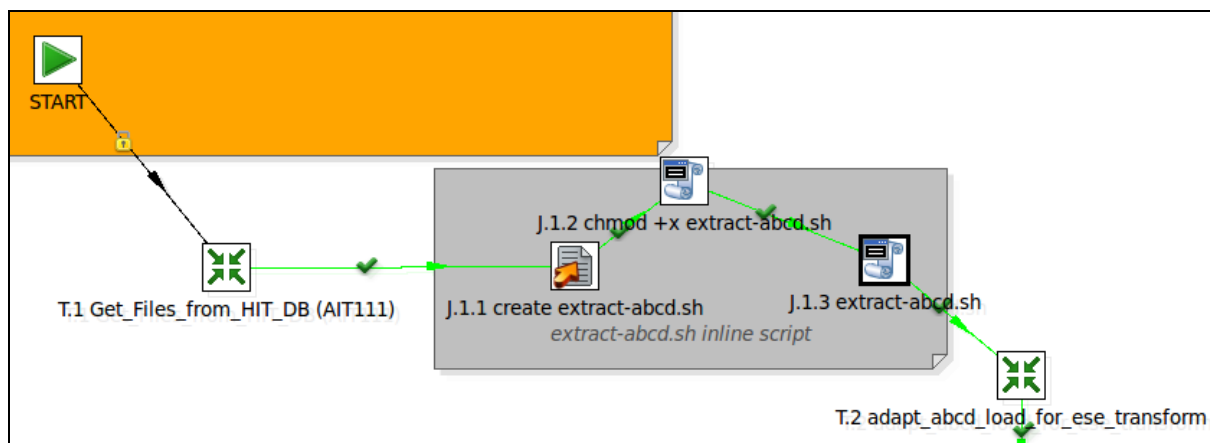 START
J.1.2 chmod +x extract-abcd.sh
T.1 Get_Files_from_HIT_DB (AIT111)
J.1.1 create extract-abcd.sh
J.1.3 extract-abcd.sh
extract-abcd.sh inline script
T.2 adapt_abcd_load_for_ese_transform